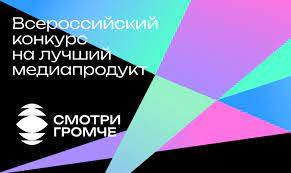 Всероссийский
конкурс
на лучший
медиапродукт
СМОТРИ
ГРОМЧЕ